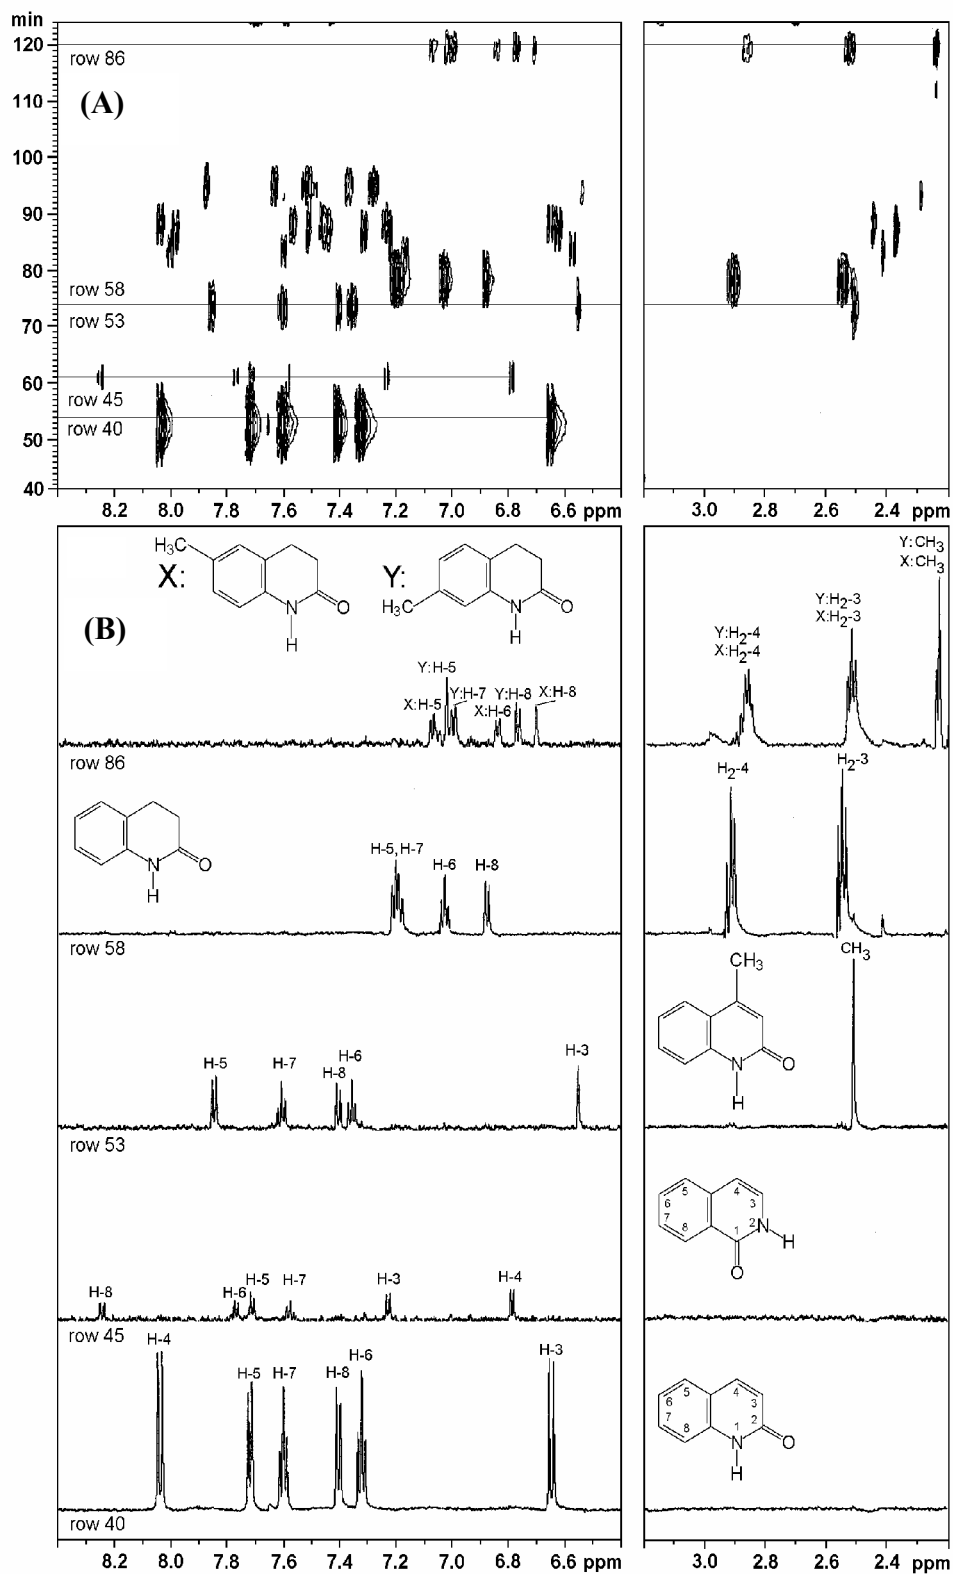 min
120
110
100
90
80
70
60
50
40
(A)
row 86
row 58
row 53
row 45
row 40
8.2 8.0 7.8 7.6 7.4 7.2 7.0 6.8 6.6 ppm
3.0 2.8 2.6 2.4 ppm
(B)
X:
H3C
N
H
O
Y:
H3C
N
H
O
Y:CH3
X:CH3
Y:H2-3
X:H2-3
Y:H2-4
X:H2-4
Y:H-5
X:H-5
Y:H-7
X:H-6
Y:H-8
X:H-8
row 86
N
H
O
H-5, H-7
H-6
H-8
H2-4
H2-3
row 58
CH3
N
H
O
CH3
H-5
H-7
H-8
H-6
H-3
row 53
5
4
6
3
7
2
N
H
8
1
O
H-8
H-6
H-5
H-7
H-3
H-4
row 45
H-4
H-5
H-7
H-8
H-6
H-3
5
4
6
3
7
2
8
1
N
H
O
row 40
8.2 8.0 7.8 7.6 7.4 7.2 7.0 6.8 6.6 ppm
3.0 2.8 2.6 2.4 ppm